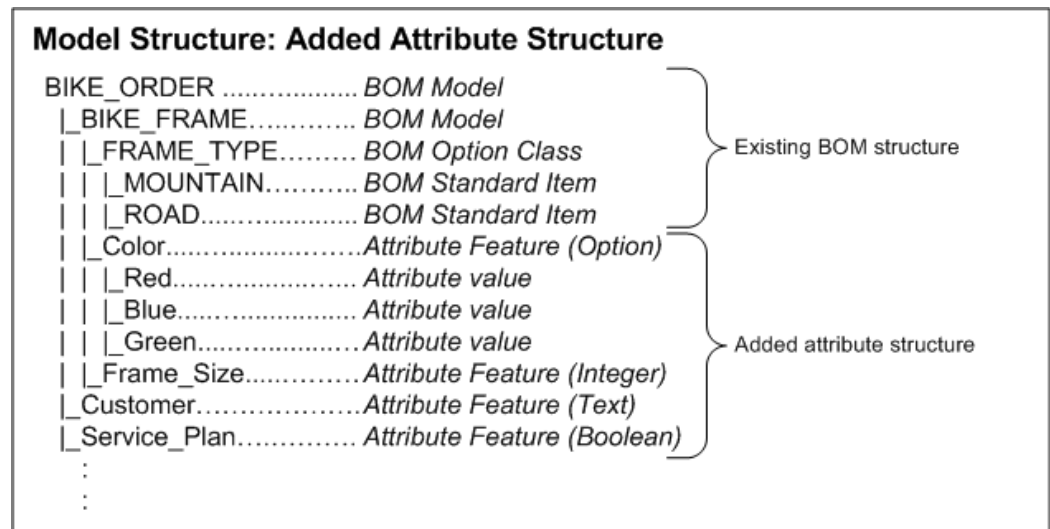 Model Structure: Added Attribute Structure
BIKE_ORDER ..................... BOM Model
|_BIKE_FRAME.............. BOM Model
| |_FRAME_TYPE......... BOM Option Class
| | |_MOUNTAIN........... BOM Standard Item
| | |_ROAD..................... BOM Standard Item
Existing BOM structure
| |_Color..........................Attribute Feature (Option)
| | |_Red.........................Attribute value
| | |_Blue........................Attribute value
| | |_Green.....................Attribute value
| |_Frame_Size...............Attribute Feature (Integer)
|_Customer.....................Attribute Feature (Text)
|_Service_Plan.............. Attribute Feature (Boolean)
Added attribute structure
:
: